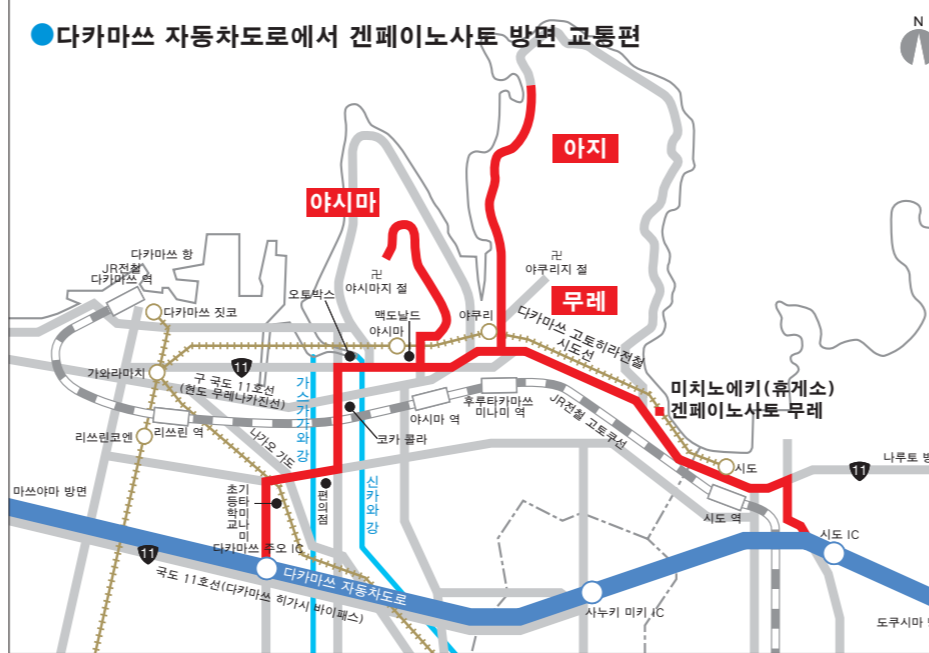 다카마쓰 자동차도로에서 겐페이노사토 방면 교통편
N
아지
야시마
卍
야쿠리지 절
다카마쓰 항
JR전철
다카마쓰 역
卍
야시마지 절
오토박스
무레
다카마쓰 칫코
맥도날드
야시마
야쿠리
다카마쓰 고토히라전철
시도선
11
가와라마치
구 국도 11호선
(현도 무레나카진선)
가스가가와 강
미치노에키(휴게소)
겐페이노사토 무레
후루타카마쓰
미나미 역
야시마 역
JR전철 고토쿠선
리쓰린코엔
리쓰린 역
코카 콜라
나가오 가도
신카와 강
시도
11
나루토 방
마쓰야마 방면
초기
등타
학미
교나
미
편의점
시도 역
다카마쓰 주오 IC
시도 IC
11
국도 11호선(다카마쓰 히가시 바이패스)
다카마쓰 자동차도로
사누키 미키 IC
도쿠시마